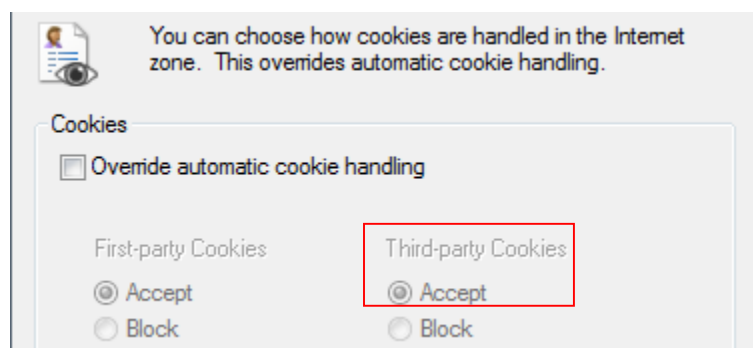 You can choose how cookies are handled in the Internet
zone.  This overrides automatic cookie handling.
Cookies
Override automatic cookie handling
First-party Cookies Third-party Cookies
Accept Accept
Block Block